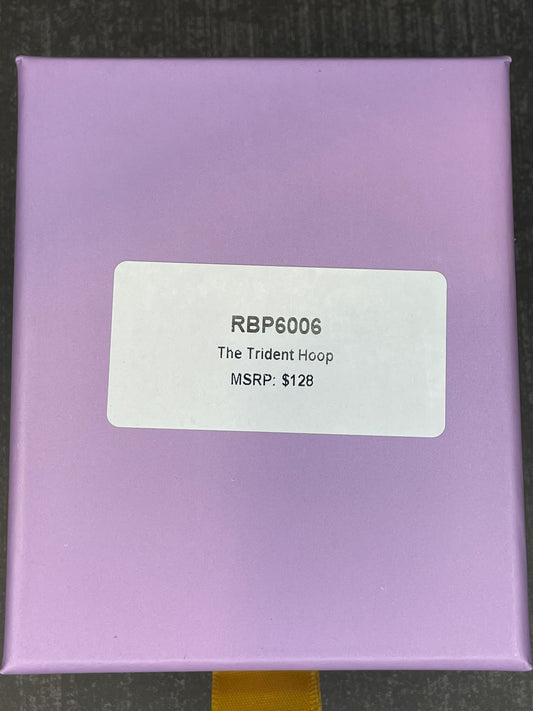 RBP6006
The Trident Hoop
MSRP: $128